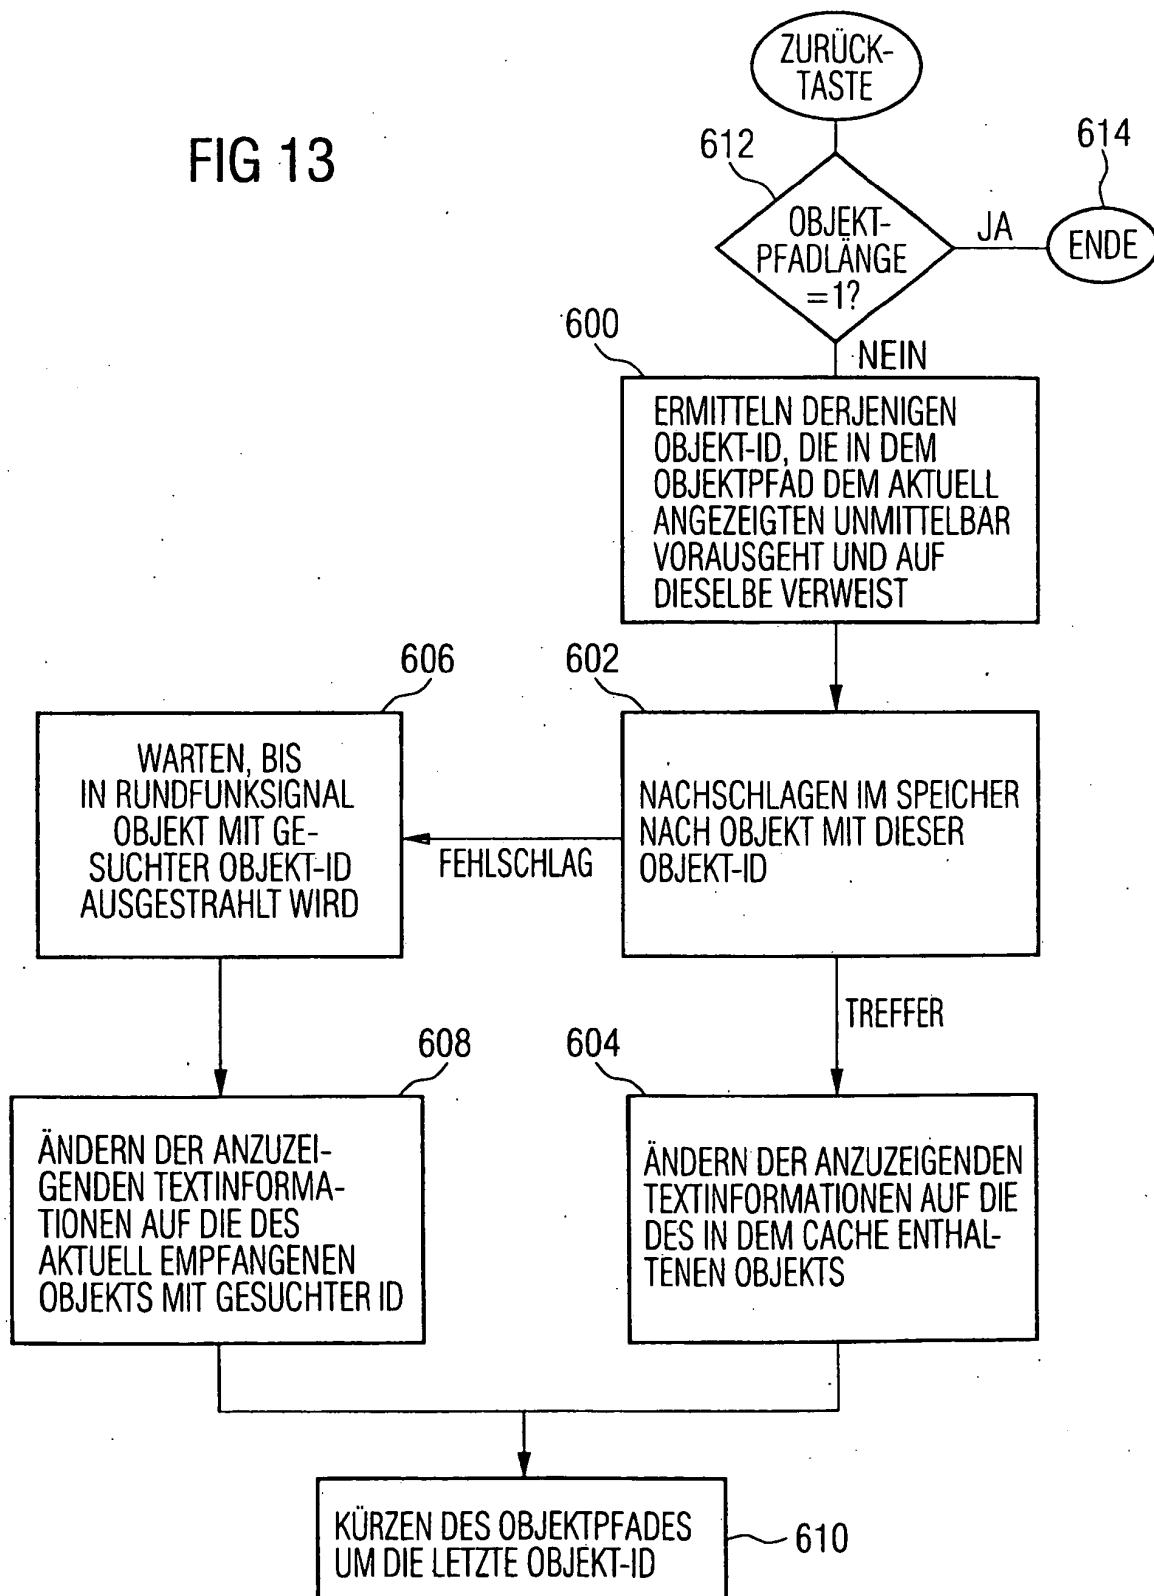 ZURÜCK-
TASTE
FIG 13
612
614
OBJEKT-
PFADLÄNGE
=1?
JA
ENDE
600
NEIN
ERMITTELN DERJENIGEN
OBJEKT-ID, DIE IN DEM
OBJEKTPFAD DEM AKTUELL
ANGEZEIGTEN UNMITTELBAR
VORAUSGEHT UND AUF
DIESELBE VERWEIST
606
602
WARTEN, BIS
IN RUNDFUNKSIGNAL
OBJEKT MIT GE-
SUCHTER OBJEKT-ID
AUSGESTRAHLT WIRD
FEHLSCHLAG
NACHSCHLAGEN IM SPEICHER
NACH OBJEKT MIT DIESER
OBJEKT-ID
TREFFER
608
604
ÄNDERN DER ANZUZEI-
GENDEN TEXTINFORMA-
TIONEN AUF DIE DES
AKTUELL EMPFANGENEN
OBJEKTS MIT GESUCHTER ID
ÄNDERN DER ANZUZEIGENDEN
TEXTINFORMATIONEN AUF DIE
DES IN DEM CACHE ENTHAL-
TENEN OBJEKTS
KÜRZEN DES OBJEKTPFADES
UM DIE LETZTE OBJEKT-ID
610